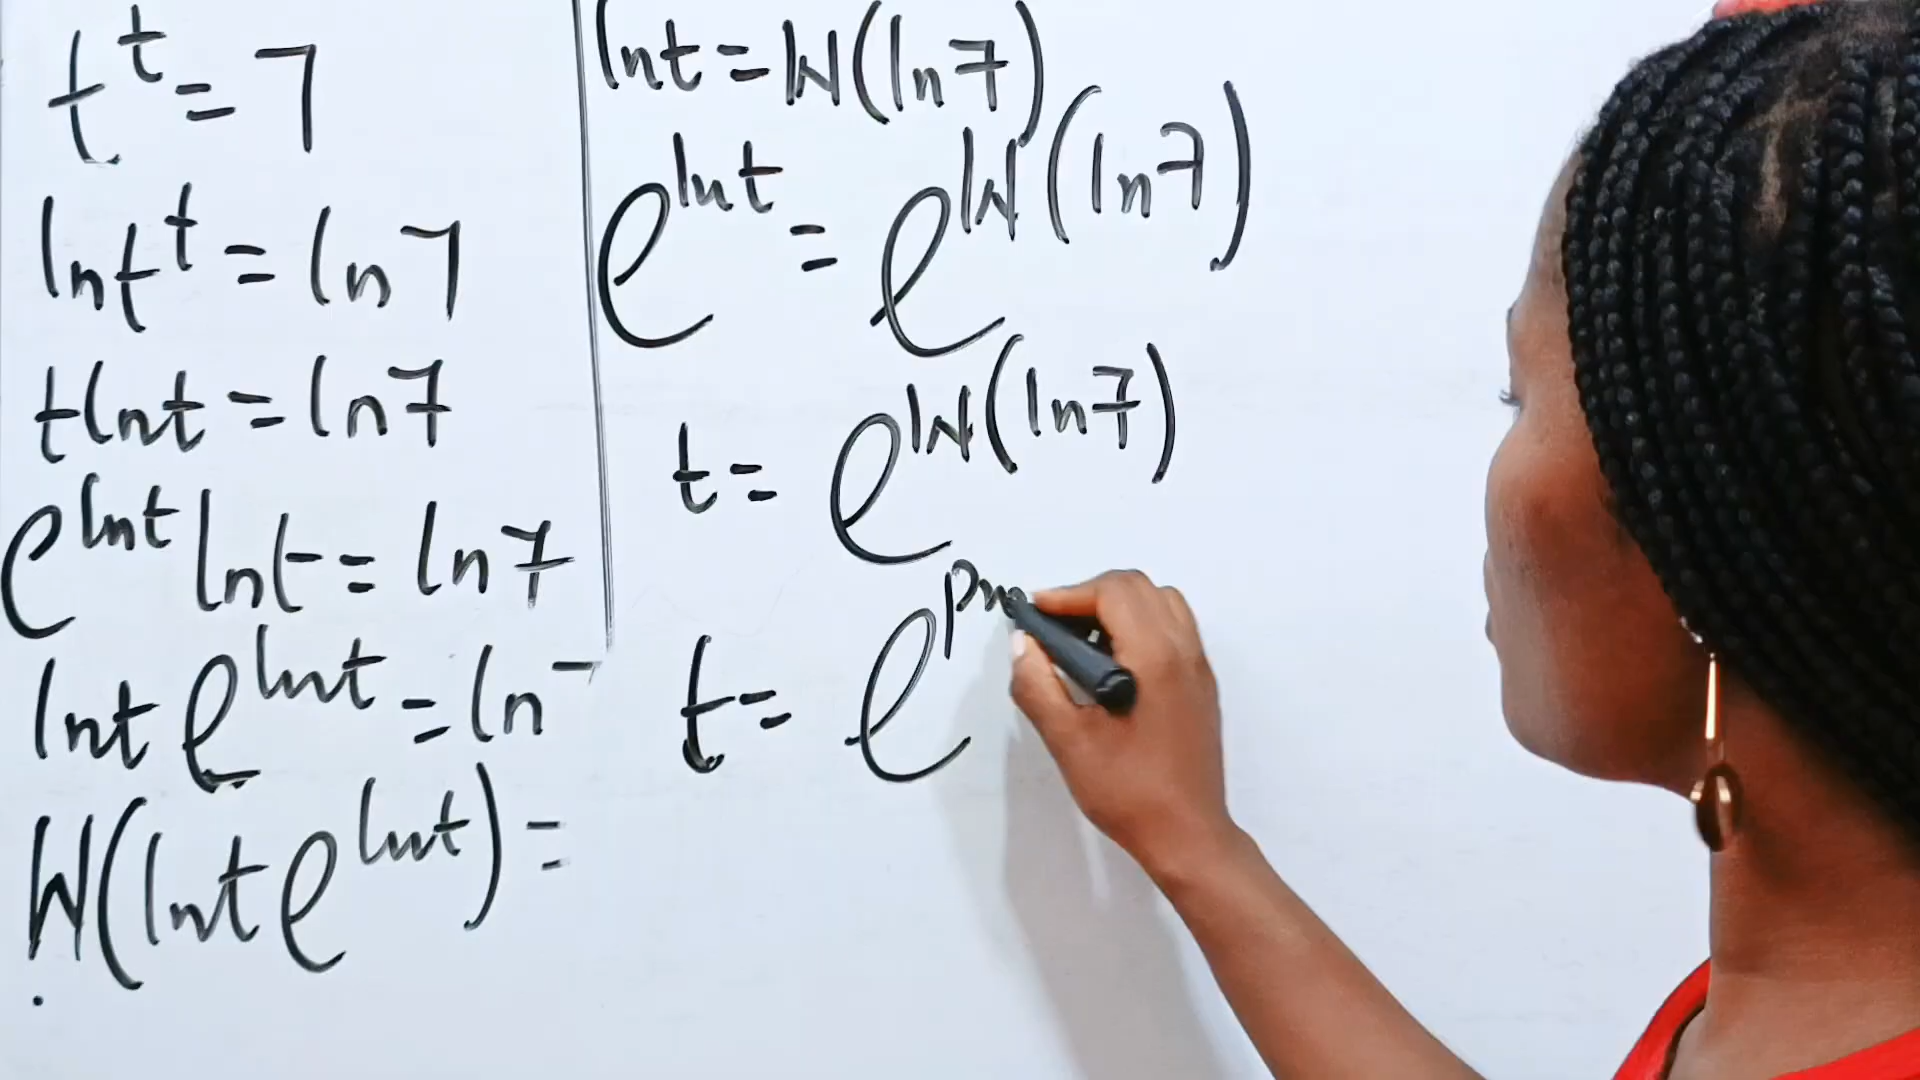 t^t = 7
ln t^t = ln 7
t ln t = ln 7
e^{ln t} ln t = ln 7
ln t e^{ln t} = ln
W(ln t e^{ln t}) =
ln t = W(ln 7)
e^{ln t} = e^{W(ln 7)}
t = e^{W(ln 7)}
t = e